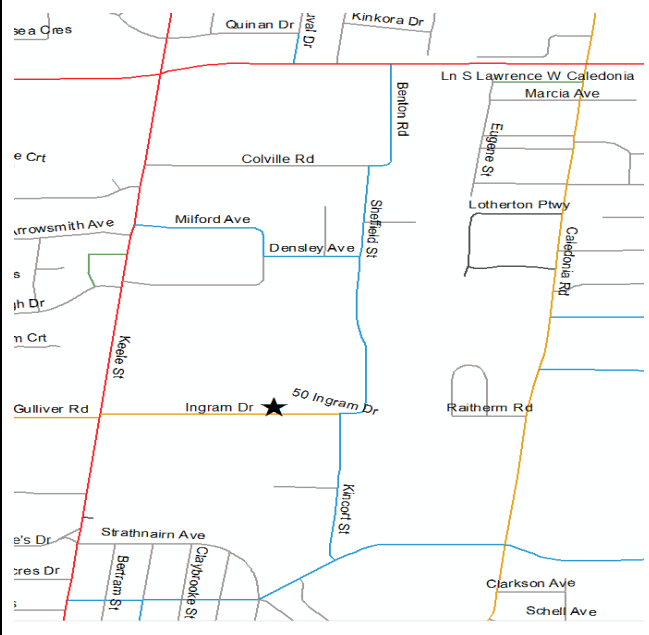 Quinan Dr
Kinkora Dr
sea Cres
uval Dr
Ln S Lawrence W Caledonia
Marcia Ave
Benton Rd
Eugene St
e Crt
Colville Rd
Lotherton Ptwy
Sheffield St
Milford Ave
rrowsmith Ave
Densley Ave
Caledonia Rd
s
gh Dr
m Crt
Keele St
50 Ingram Dr
Gulliver Rd
Ingram Dr
Raitherm Rd
Kincort St
Strathnairn Ave
e's Dr
Bertram St
Claybrooke St
cres Dr
Clarkson Ave
s
Schell Ave